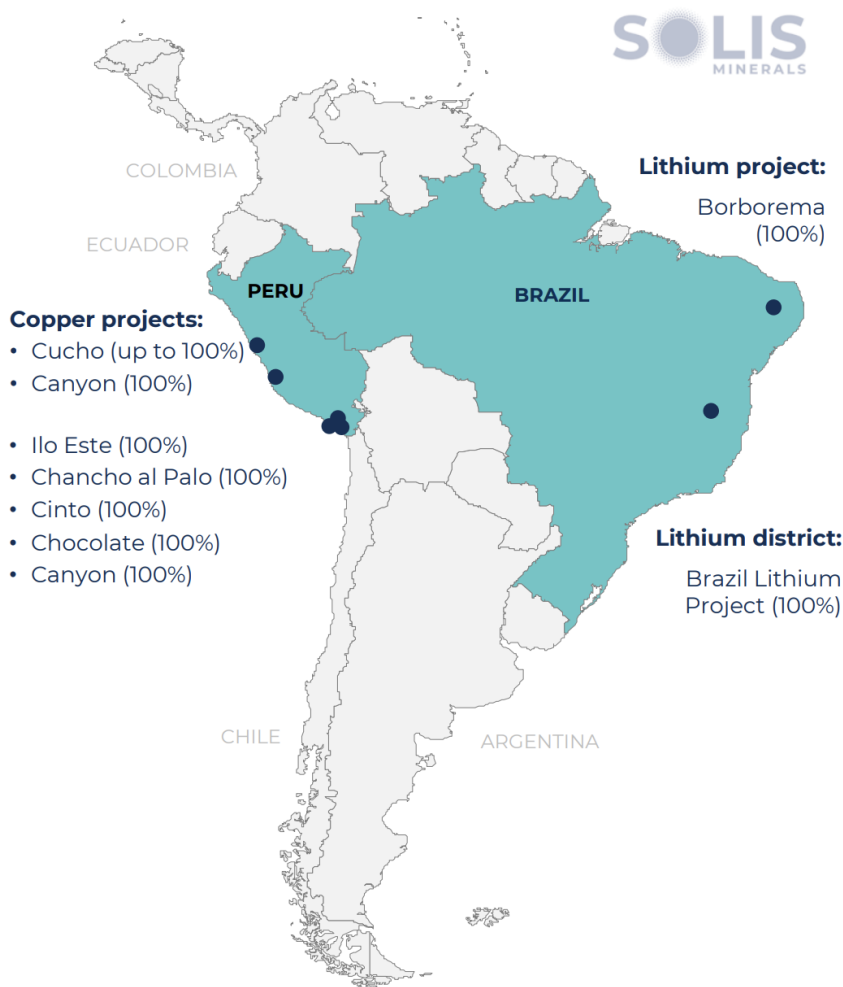 SOLIS
MINERALS
COLOMBIA
ECUADOR
PERU
BRAZIL
CHILE
ARGENTINA
Lithium project:
Borborema
(100%)
Copper projects:
• Cucho (up to 100%)
• Canyon (100%)
• Ilo Este (100%)
• Chancho al Palo (100%)
• Cinto (100%)
• Chocolate (100%)
• Canyon (100%)
Lithium district:
Brazil Lithium
Project (100%)